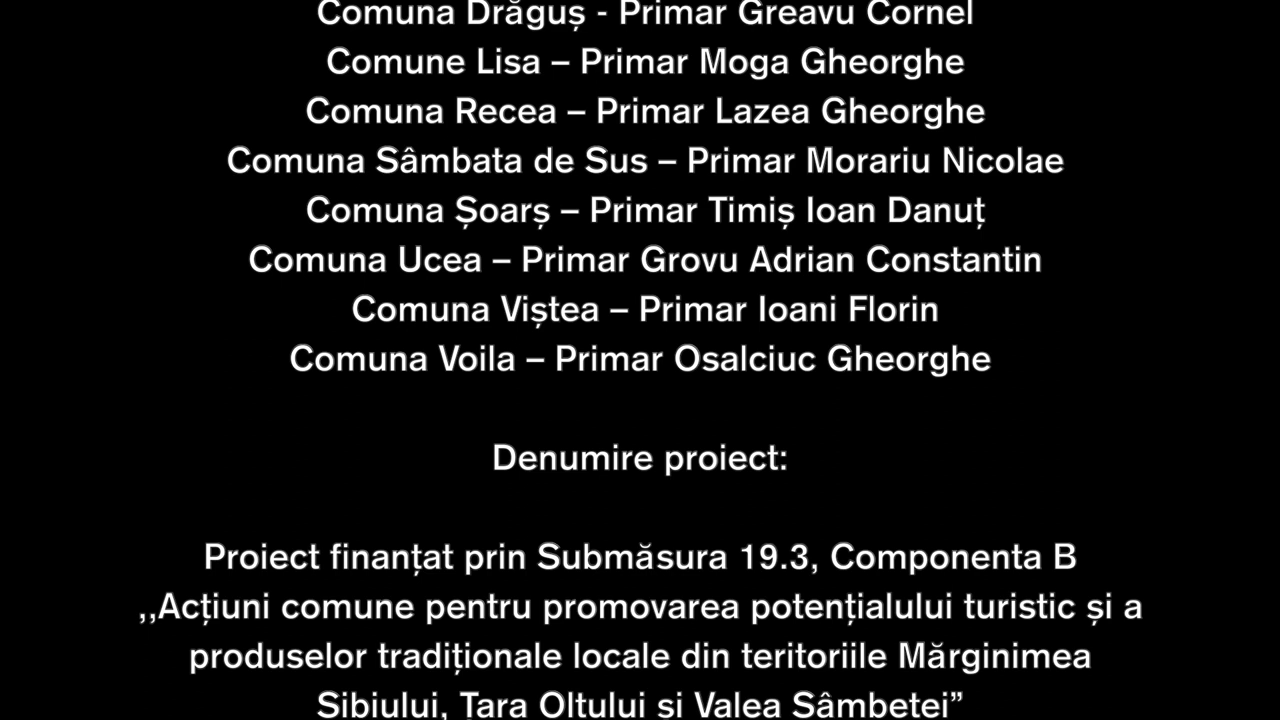 Comuna Drăguș - Primar Greavu Cornel
Comune Lisa – Primar Moga Gheorghe
Comuna Recea – Primar Lazea Gheorghe
Comuna Sâmbata de Sus – Primar Morariu Nicolae
Comuna Șoarș – Primar Timiș Ioan Danuț
Comuna Ucea – Primar Grovu Adrian Constantin
Comuna Viștea – Primar Ioani Florin
Comuna Voila – Primar Osalciuc Gheorghe
Denumire proiect:
Proiect finanțat prin Submăsura 19.3, Componenta B
,,Acțiuni comune pentru promovarea potențialului turistic și a
produselor tradiționale locale din teritoriile Mărginimea
Sibiului, Țara Oltului și Valea Sâmbetei”